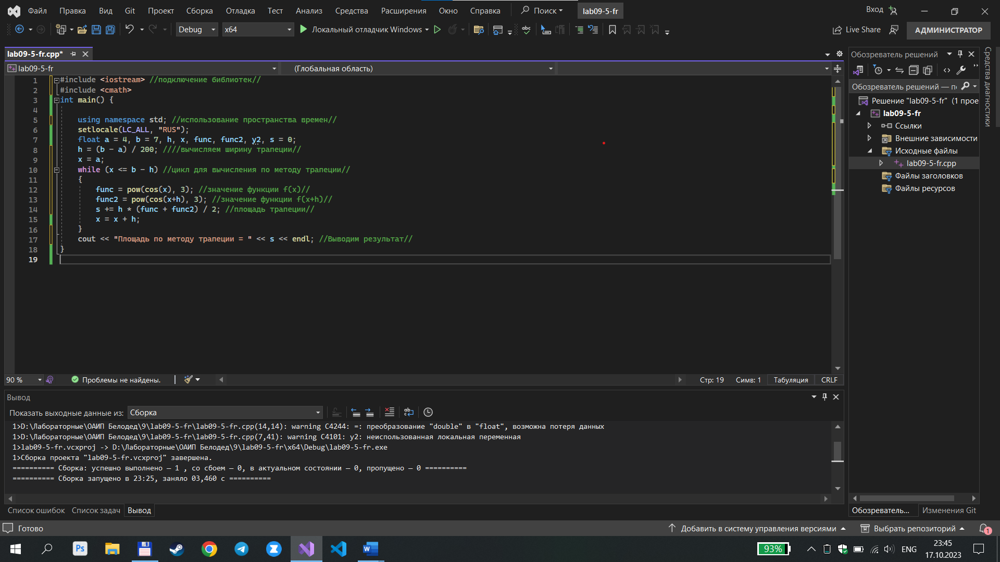 Файл Правка Вид Git Проект Сборка Отладка Тест Анализ Средства Расширения Окно Справка Поиск lab09-5-fr Вход
Debug x64 Локальный отладчик Windows Live Share АДМИНИСТРАТОР
lab09-5-fr.cpp*
lab09-5-fr (Глобальная область)
1 #include <iostream> //подключение библиотек//
2 #include <cmath>
3 int main() {
4
5 using namespace std; //использование пространства времен//
6 setlocale(LC_ALL, "RUS");
7 float a = 4, b = 7, h, x, func, func2, y2, s = 0;
8 h = (b - a) / 200; ////вычисляем ширину трапеции//
9 x = a;
10 while (x <= b - h) //цикл для вычисления по методу трапеции//
11 {
12 func = pow(cos(x), 3); //значение функции f(x)//
13 func2 = pow(cos(x+h), 3); //значение функции f(x+h)//
14 s += h * (func + func2) / 2; //площадь трапеции//
15 x = x + h;
16 }
17 cout << "Площадь по методу трапеции = " << s << endl; //Выводим результат//
18 }
19
90 % Проблемы не найдены. Стр: 19 Симв: 1 Табуляция CRLF
Вывод
Показать выходные данные из: Сборка
1>D:\Лабораторные\ОАИП Белодед\9\lab09-5-fr\lab09-5-fr.cpp(14,14): warning C4244: =: преобразование "double" в "float", возможна потеря данных
1>D:\Лабораторные\ОАИП Белодед\9\lab09-5-fr\lab09-5-fr.cpp(7,41): warning C4101: y2: неиспользованная локальная переменная
1>lab09-5-fr.vcxproj -> D:\Лабораторные\ОАИП Белодед\9\lab09-5-fr\x64\Debug\lab09-5-fr.exe
1>Сборка проекта "lab09-5-fr.vcxproj" завершена.
========== Сборка: успешно выполнено — 1 , со сбоем — 0, в актуальном состоянии — 0, пропущено — 0 ==========
========== Сборка запущено в 23:25, заняло 03,460 с ==========
Список ошибок Список задач Вывод
Обозреватель решений
Обозреватель решений — п
Решение "lab09-5-fr" (1 прое
lab09-5-fr
Ссылки
Внешние зависимости
Исходные файлы
lab09-5-fr.cpp
Файлы заголовков
Файлы ресурсов
Обозреватель... Изменения Git
Средства диагностики
Готово Добавить в систему управления версиями Выбрать репозиторий 1
Ps 93% ENG 23:45
17.10.2023